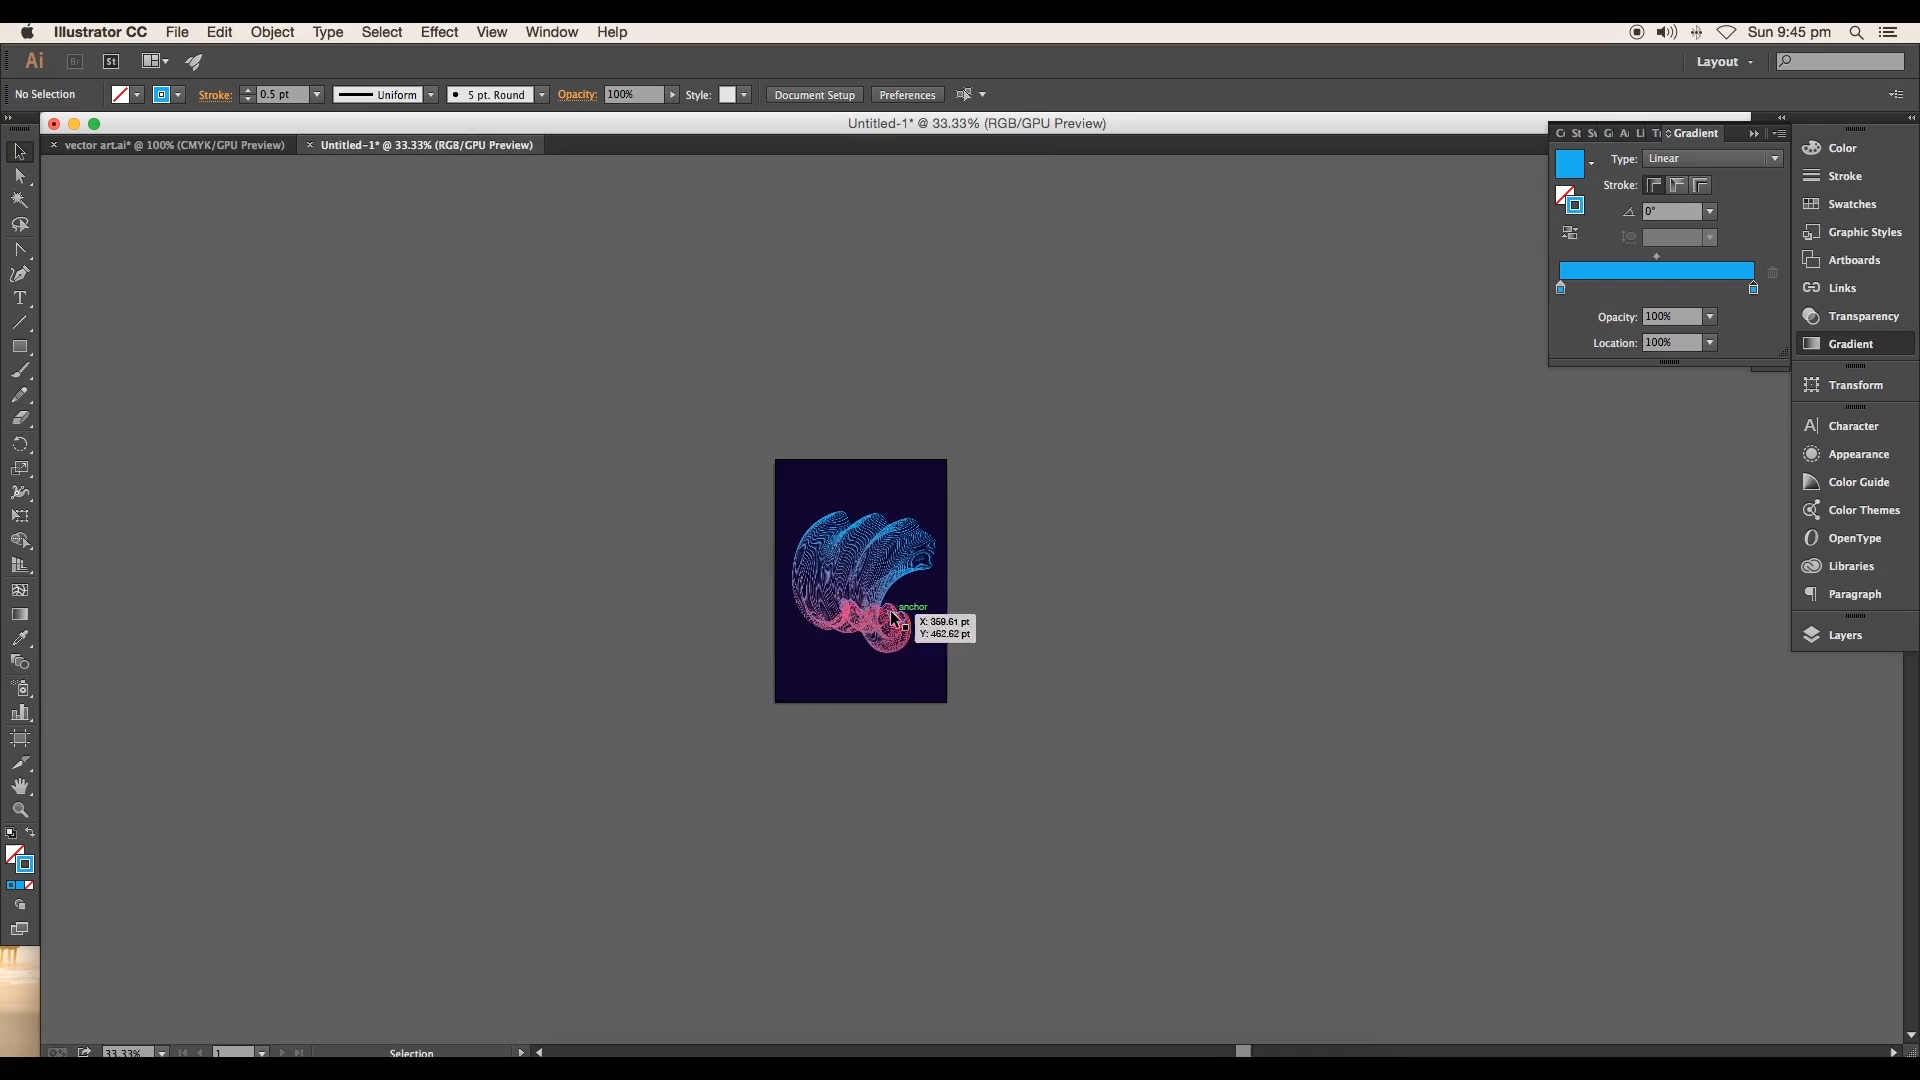 Illustrator CC File Edit Object Type Select Effect View Window Help Sun 9:45 pm
Ai Br St Layout
No Selection Stroke: 0.5 pt Uniform 5 pt. Round Opacity: 100% Style: Document Setup Preferences
Untitled-1* @ 33.33% (RGB/GPU Preview)
vector art.ai* @ 100% (CMYK/GPU Preview) Untitled-1* @ 33.33% (RGB/GPU Preview)
Gradient
Type: Linear
Stroke:
0°
Opacity: 100%
Location: 100%
Color
Stroke
Swatches
Graphic Styles
Artboards
Links
Transparency
Gradient
Transform
Character
Appearance
Color Guide
Color Themes
OpenType
Libraries
Paragraph
Layers
anchor
X: 359.61 pt
Y: 462.62 pt
33.33% 1 Selection